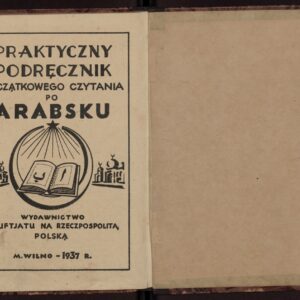 PRAKTYCZNY
PODRĘCZNIK
CZĄTKOWEGO CZYTANIA
PO
ARABSKU
WYDAWNICTWO
UFTJATU NA RZECZPOSPOLITĄ
POLSKĄ
M. WILNO - 1937 R.